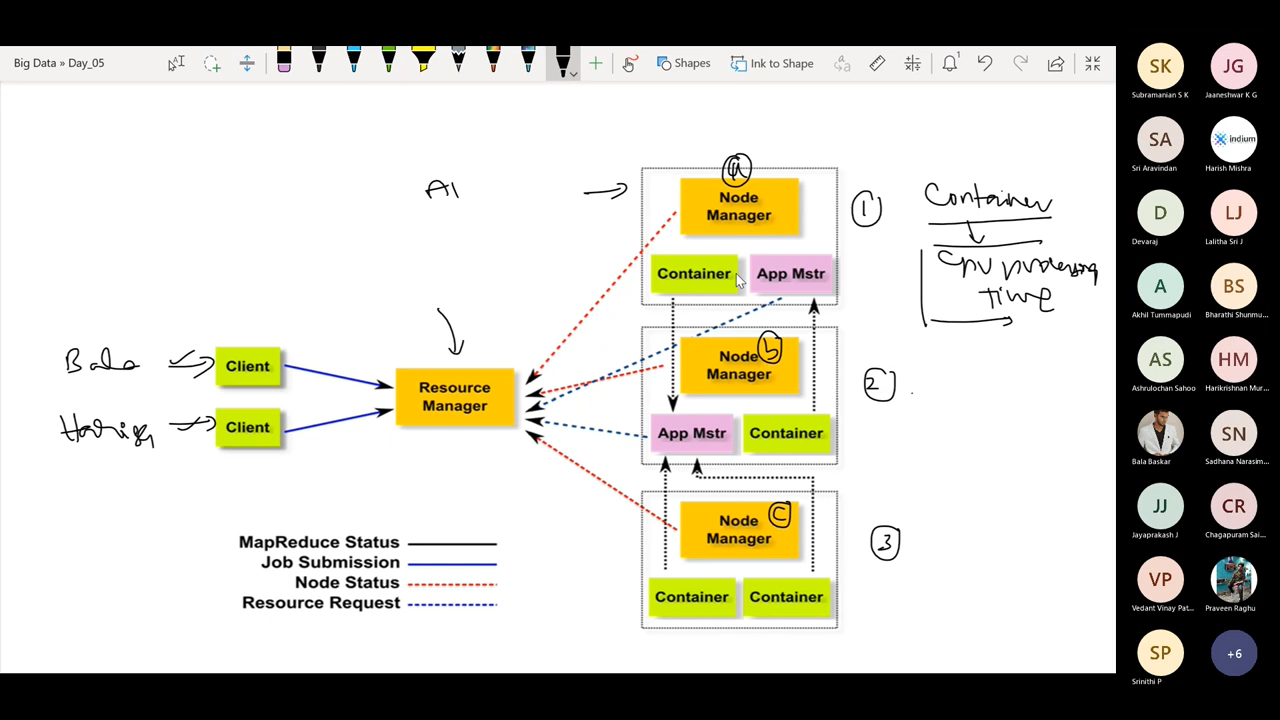 Big Data » Day_05
Shapes
Ink to Shape
1
a
Node
Manager
1
Container
AI
Container
App Mstr
CPU processing
time
b
Node
Manager
2
Bala
Client
Resource
Manager
Client
App Mstr
Container
c
Node
Manager
3
MapReduce Status
Job Submission
Node Status
Resource Request
Container
Container
SK
Subramanian S K
JG
Jaaneshwar K G
SA
Sri Aravindan
indium
Harish Mishra
D
Devaraj
LJ
Lalitha Sri J
A
Akhil Tummapudi
BS
Bharathi Shunmu...
AS
Ashrulochan Sahoo
HM
Harikrishnan Mur...
Bala Baskar
SN
Sadhana Narasim...
JJ
Jayaprakash J
CR
Chagapuram Sai...
VP
Vedant Vinay Pat...
Praveen Raghu
SP
Srinithi P
+6